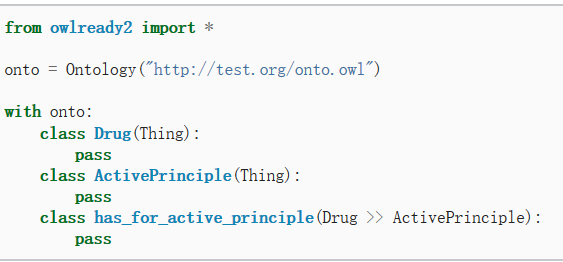 from owlready2 import *
onto = Ontology("http://test.org/onto.owl")
with onto:
    class Drug(Thing):
        pass
    class ActivePrinciple(Thing):
        pass
    class has_for_active_principle(Drug >> ActivePrinciple):
        pass